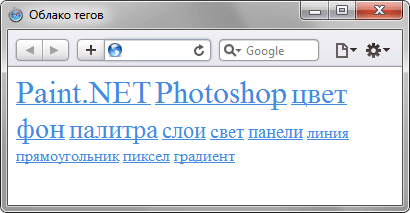 Облако тегов
Google
Paint.NET Photoshop цвет
фон палитра слои свет панели линия
прямоугольник пиксел градиент